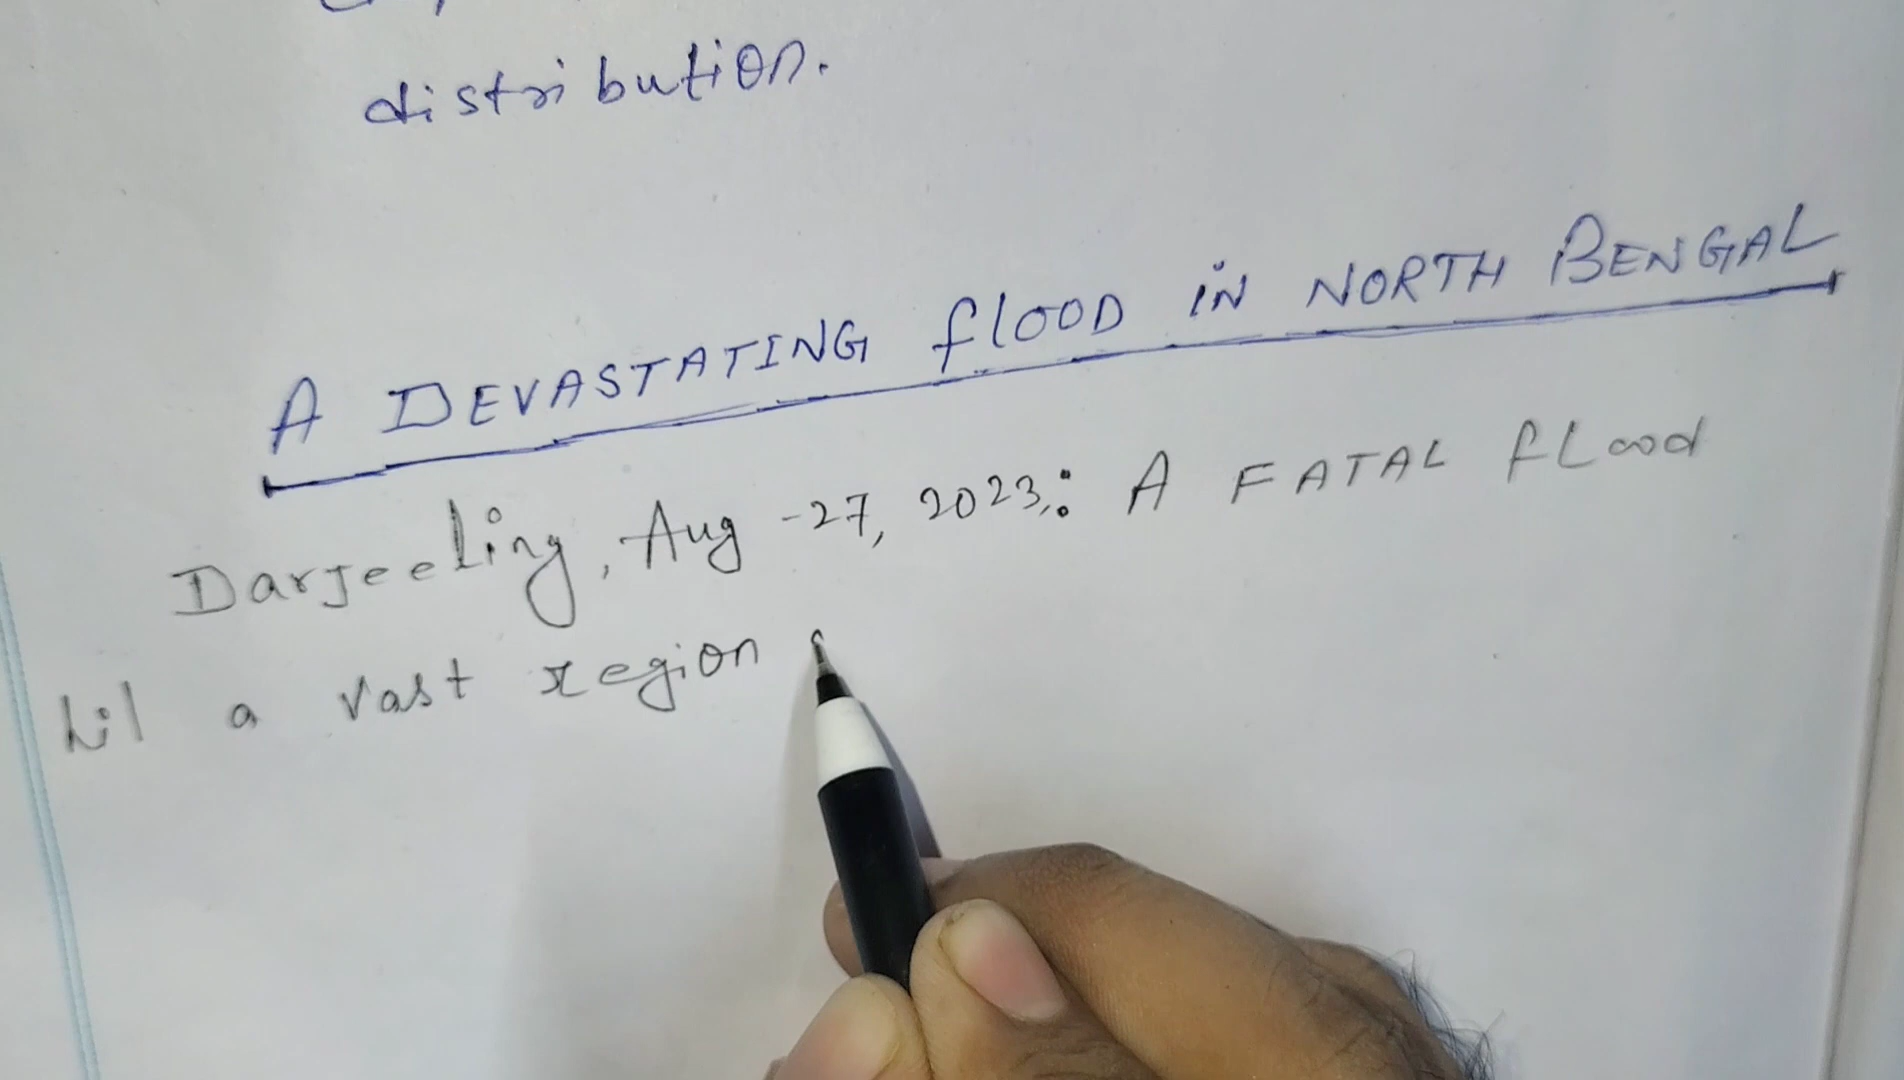 distribution.
A DEVASTATING flOOD iN NORTH BENGAL
Darjeeling, Aug -27, 2023,: A FATAL fLood
hit a vast region